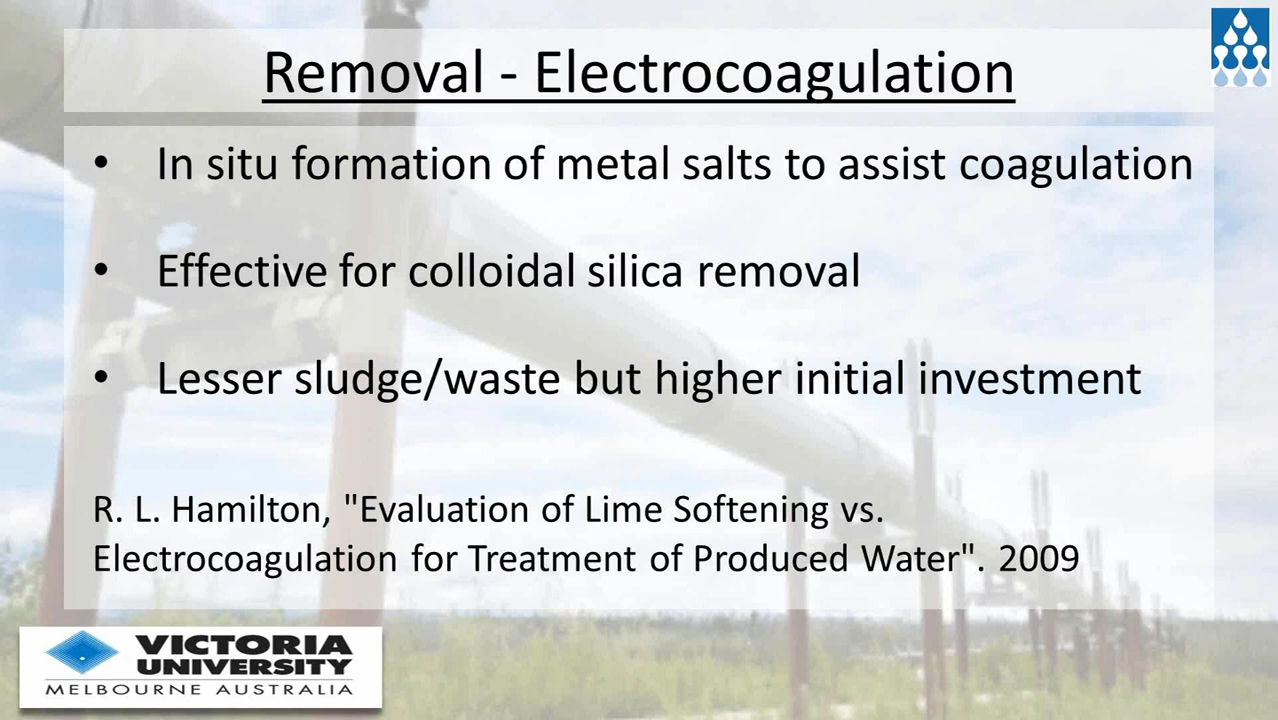 Removal - Electrocoagulation
• In situ formation of metal salts to assist coagulation
• Effective for colloidal silica removal
• Lesser sludge/waste but higher initial investment
R. L. Hamilton, "Evaluation of Lime Softening vs.
Electrocoagulation for Treatment of Produced Water". 2009
VICTORIA
UNIVERSITY
MELBOURNE AUSTRALIA